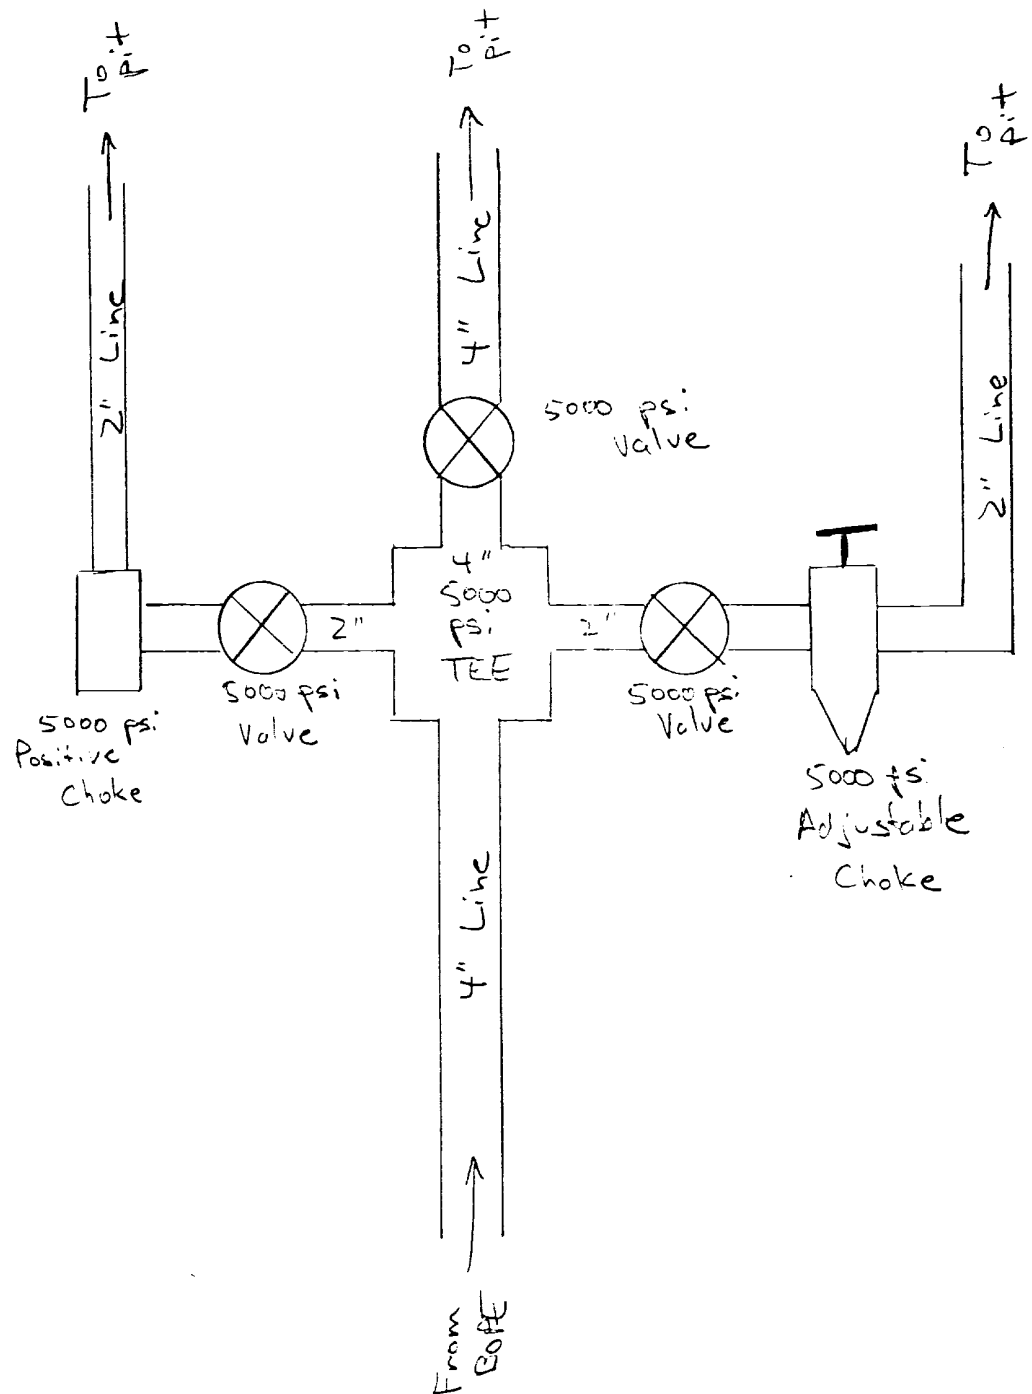 To
pit
To
pit
To
pit
2" Line
4" Line
2" Line
5000 psi
Valve
4"
5000
psi
TEE
2"
2"
5000 psi
Valve
5000 psi
Valve
5000 psi
Positive
Choke
5000 psi
Adjustable
Choke
4" Line
From
BOPE